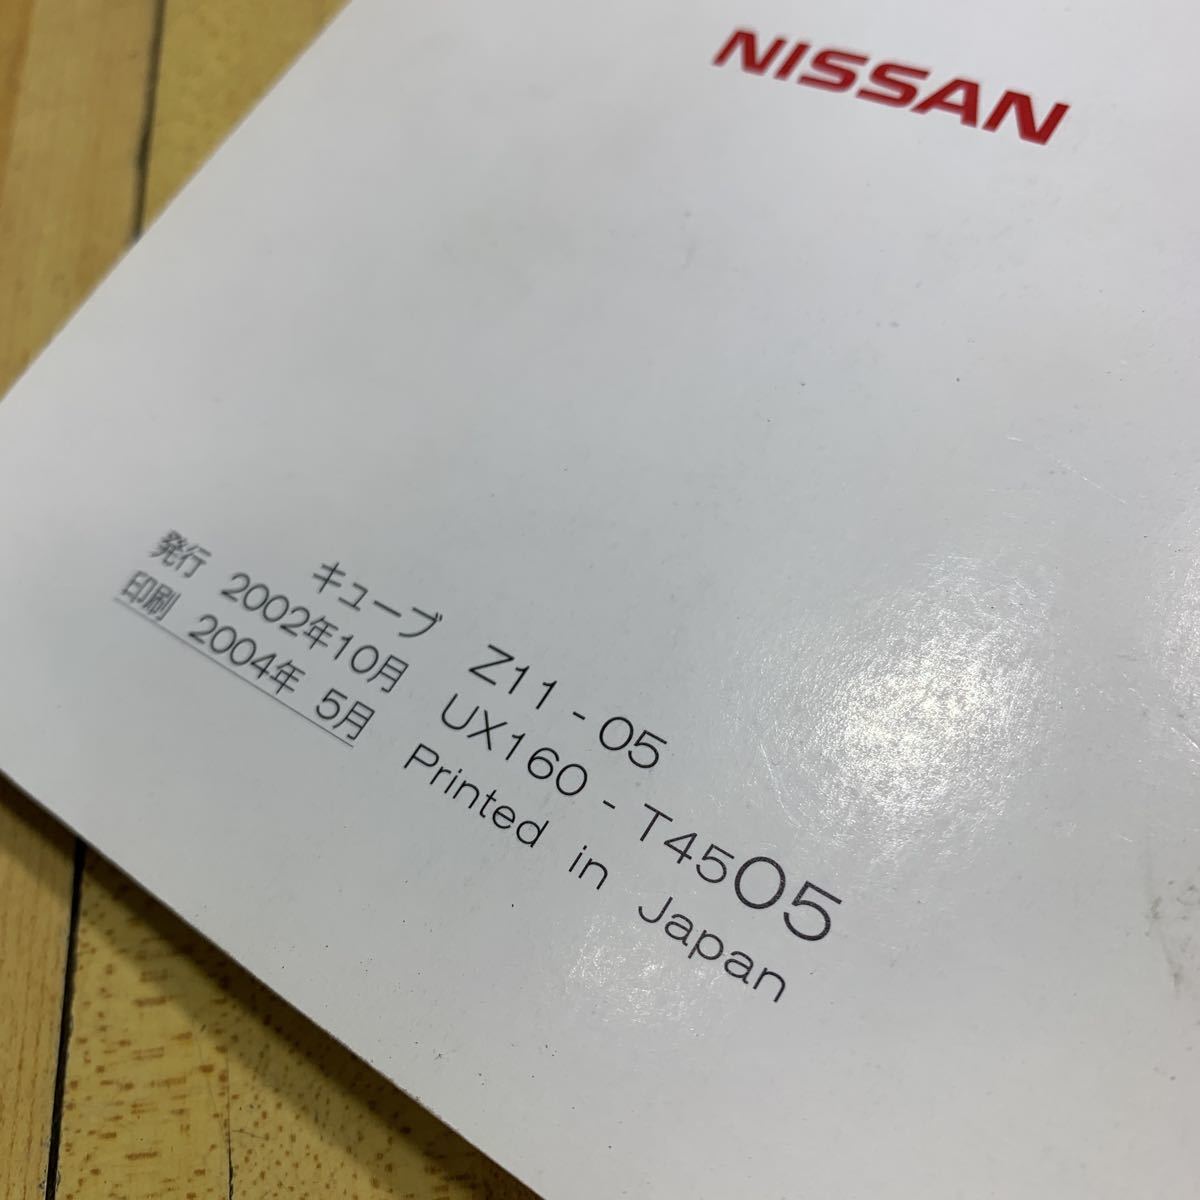 NISSAN
キューブ Z11-05
発行 2002年10月 UX160-T4505
印刷 2004年 5月 Printed in Japan